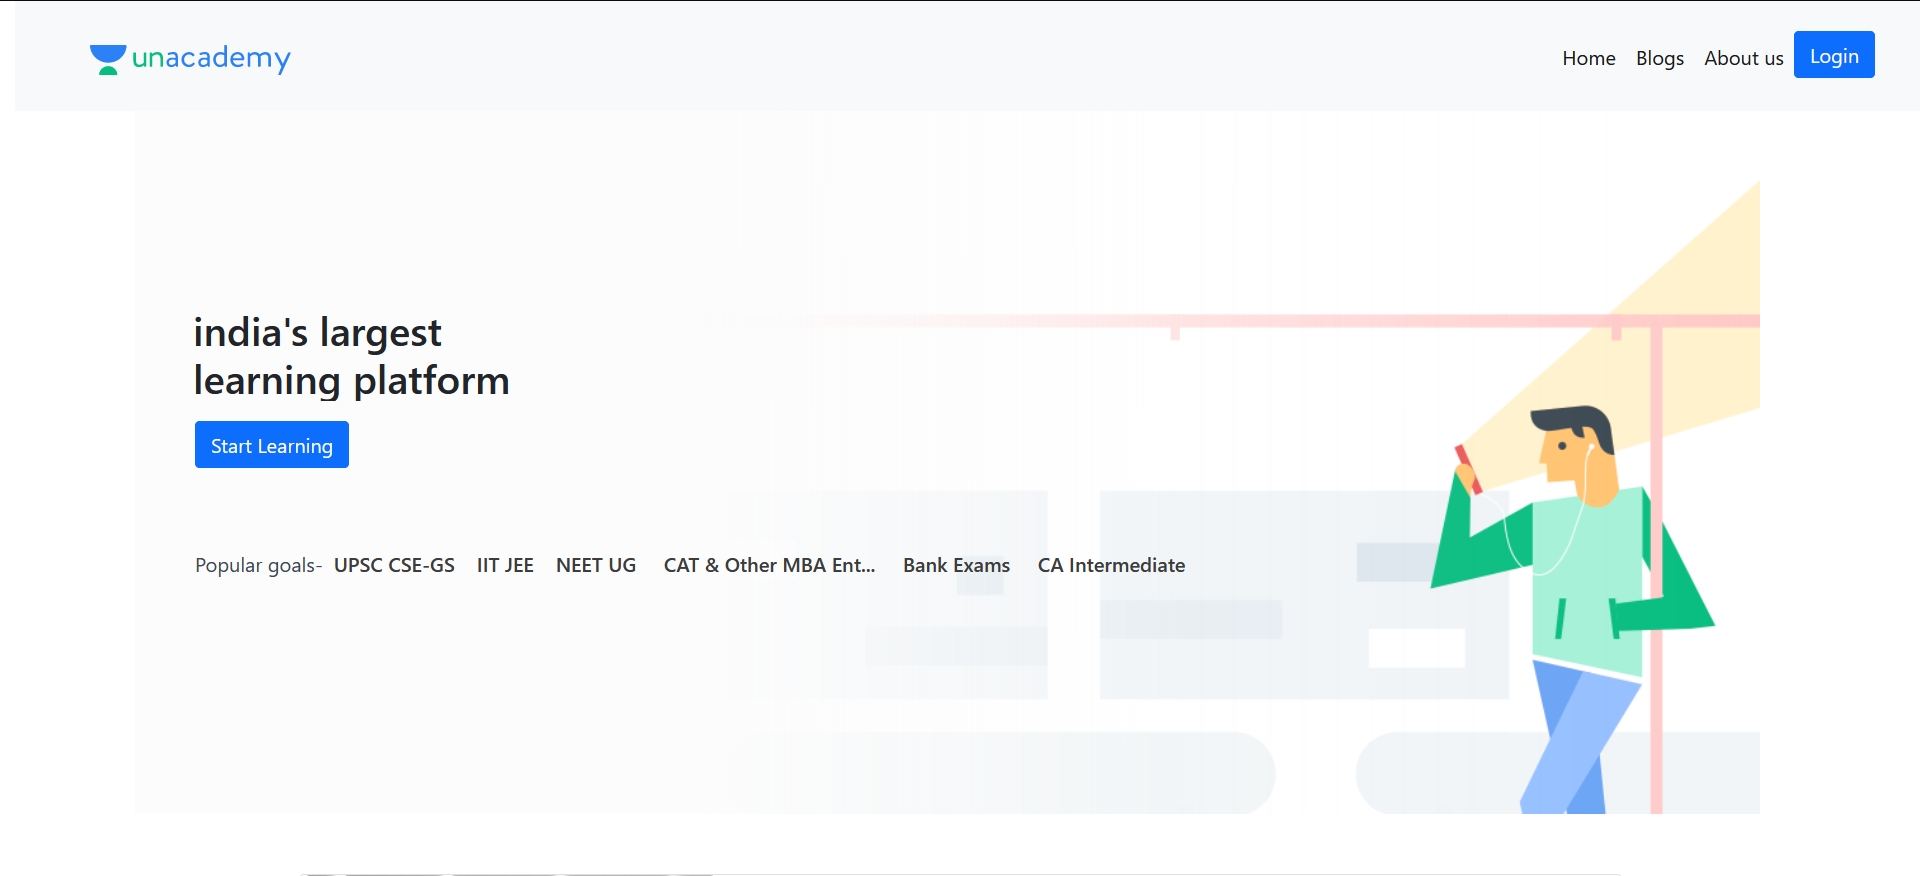 unacademy
Home Blogs About us Login
india's largest
learning platform
Start Learning
Popular goals- UPSC CSE-GS IIT JEE NEET UG CAT & Other MBA Ent... Bank Exams CA Intermediate